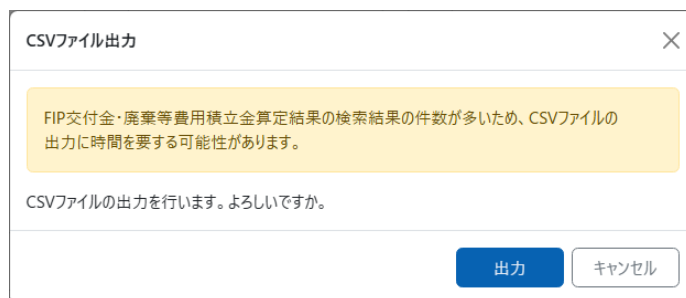 CSVファイル出力
FIP交付金・廃棄等費用積立金算定結果の検索結果の件数が多いため、CSVファイルの
出力に時間を要する可能性があります。
CSVファイルの出力を行います。よろしいですか。
出力
キャンセル